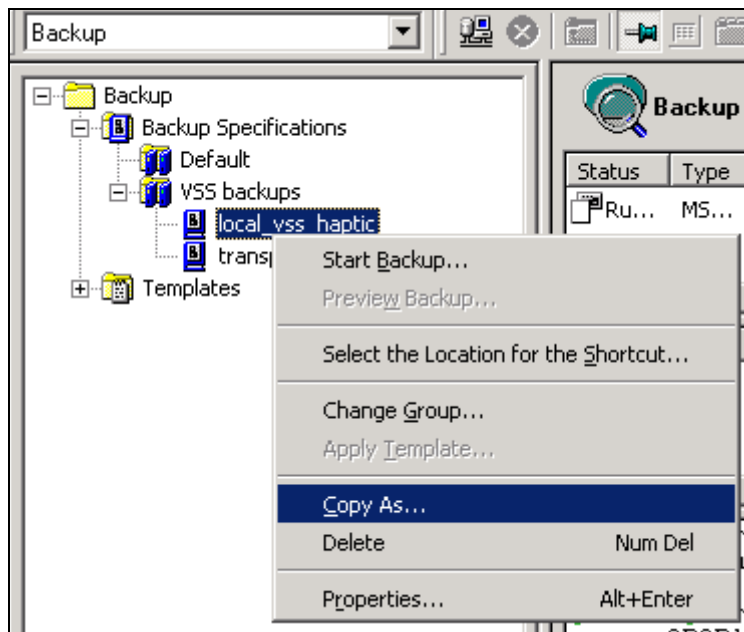 Backup
Backup
Backup Specifications
Default
VSS backups
local_vss_haptic
Templates
Backup
Status Type
Ru... MS...
Start Backup...
Preview Backup...
Select the Location for the Shortcut...
Change Group...
Apply Template...
Copy As...
Delete Num Del
Properties... Alt+Enter